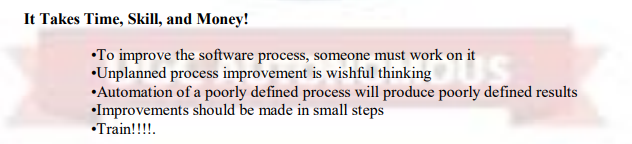 It Takes Time, Skill, and Money!
•To improve the software process, someone must work on it
•Unplanned process improvement is wishful thinking
•Automation of a poorly defined process will produce poorly defined results
•Improvements should be made in small steps
•Train!!!!.